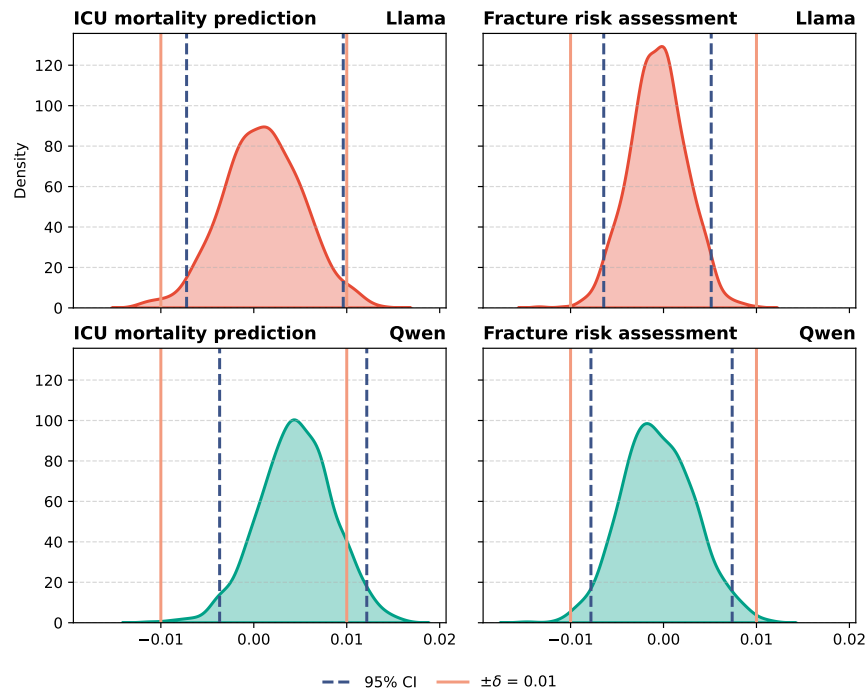 ICU mortality prediction Llama
Fracture risk assessment Llama
Density
120
100
80
60
40
20
0
ICU mortality prediction Qwen
Fracture risk assessment Qwen
120
100
80
60
40
20
0
−0.01 0.00 0.01 0.02
−0.01 0.00 0.01 0.02
95% CI ±δ = 0.01